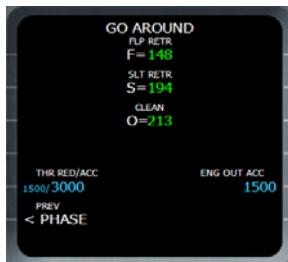 GO AROUND
FLP RETR
F=148
SLT RETR
S=194
CLEAN
O=213
THR RED/ACC ENG OUT ACC
1500/3000 1500
PREV
< PHASE